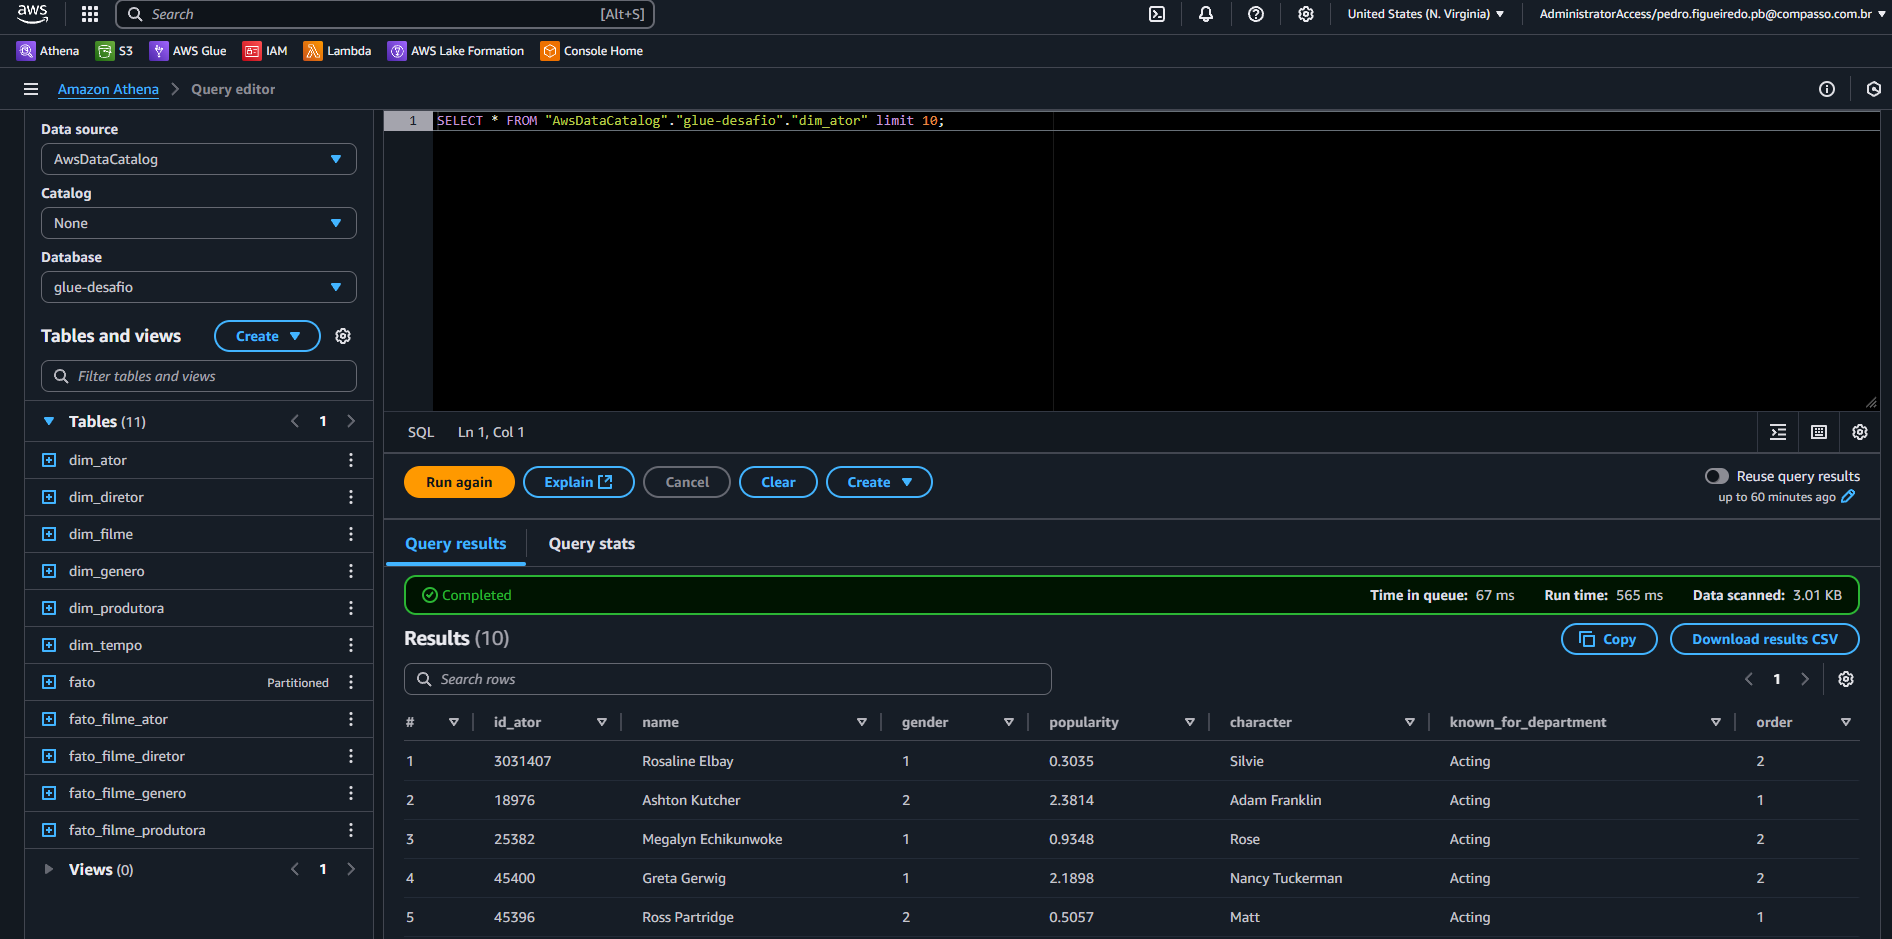 aws
Search [Alt+S]
United States (N. Virginia) AdministratorAccess/pedro.figueiredo.pb@compasso.com.br
Athena S3 AWS Glue IAM Lambda AWS Lake Formation Console Home
Amazon Athena Query editor
Data source
AwsDataCatalog
Catalog
None
Database
glue-desafio
Tables and views Create
Filter tables and views
Tables (11) 1
dim_ator
dim_diretor
dim_filme
dim_genero
dim_produtora
dim_tempo
fato Partitioned
fato_filme_ator
fato_filme_diretor
fato_filme_genero
fato_filme_produtora
Views (0) 1
1 SELECT * FROM "AwsDataCatalog"."glue-desafio"."dim_ator" limit 10;
SQL Ln 1, Col 1
Run again Explain Cancel Clear Create
Reuse query results
up to 60 minutes ago
Query results Query stats
Completed Time in queue: 67 ms Run time: 565 ms Data scanned: 3.01 KB
Results (10) Copy Download results CSV
Search rows 1
# id_ator name gender popularity character known_for_department order
1 3031407 Rosaline Elbay 1 0.3035 Silvie Acting 2
2 18976 Ashton Kutcher 2 2.3814 Adam Franklin Acting 1
3 25382 Megalyn Echikunwoke 1 0.9348 Rose Acting 2
4 45400 Greta Gerwig 1 2.1898 Nancy Tuckerman Acting 2
5 45396 Ross Partridge 2 0.5057 Matt Acting 1